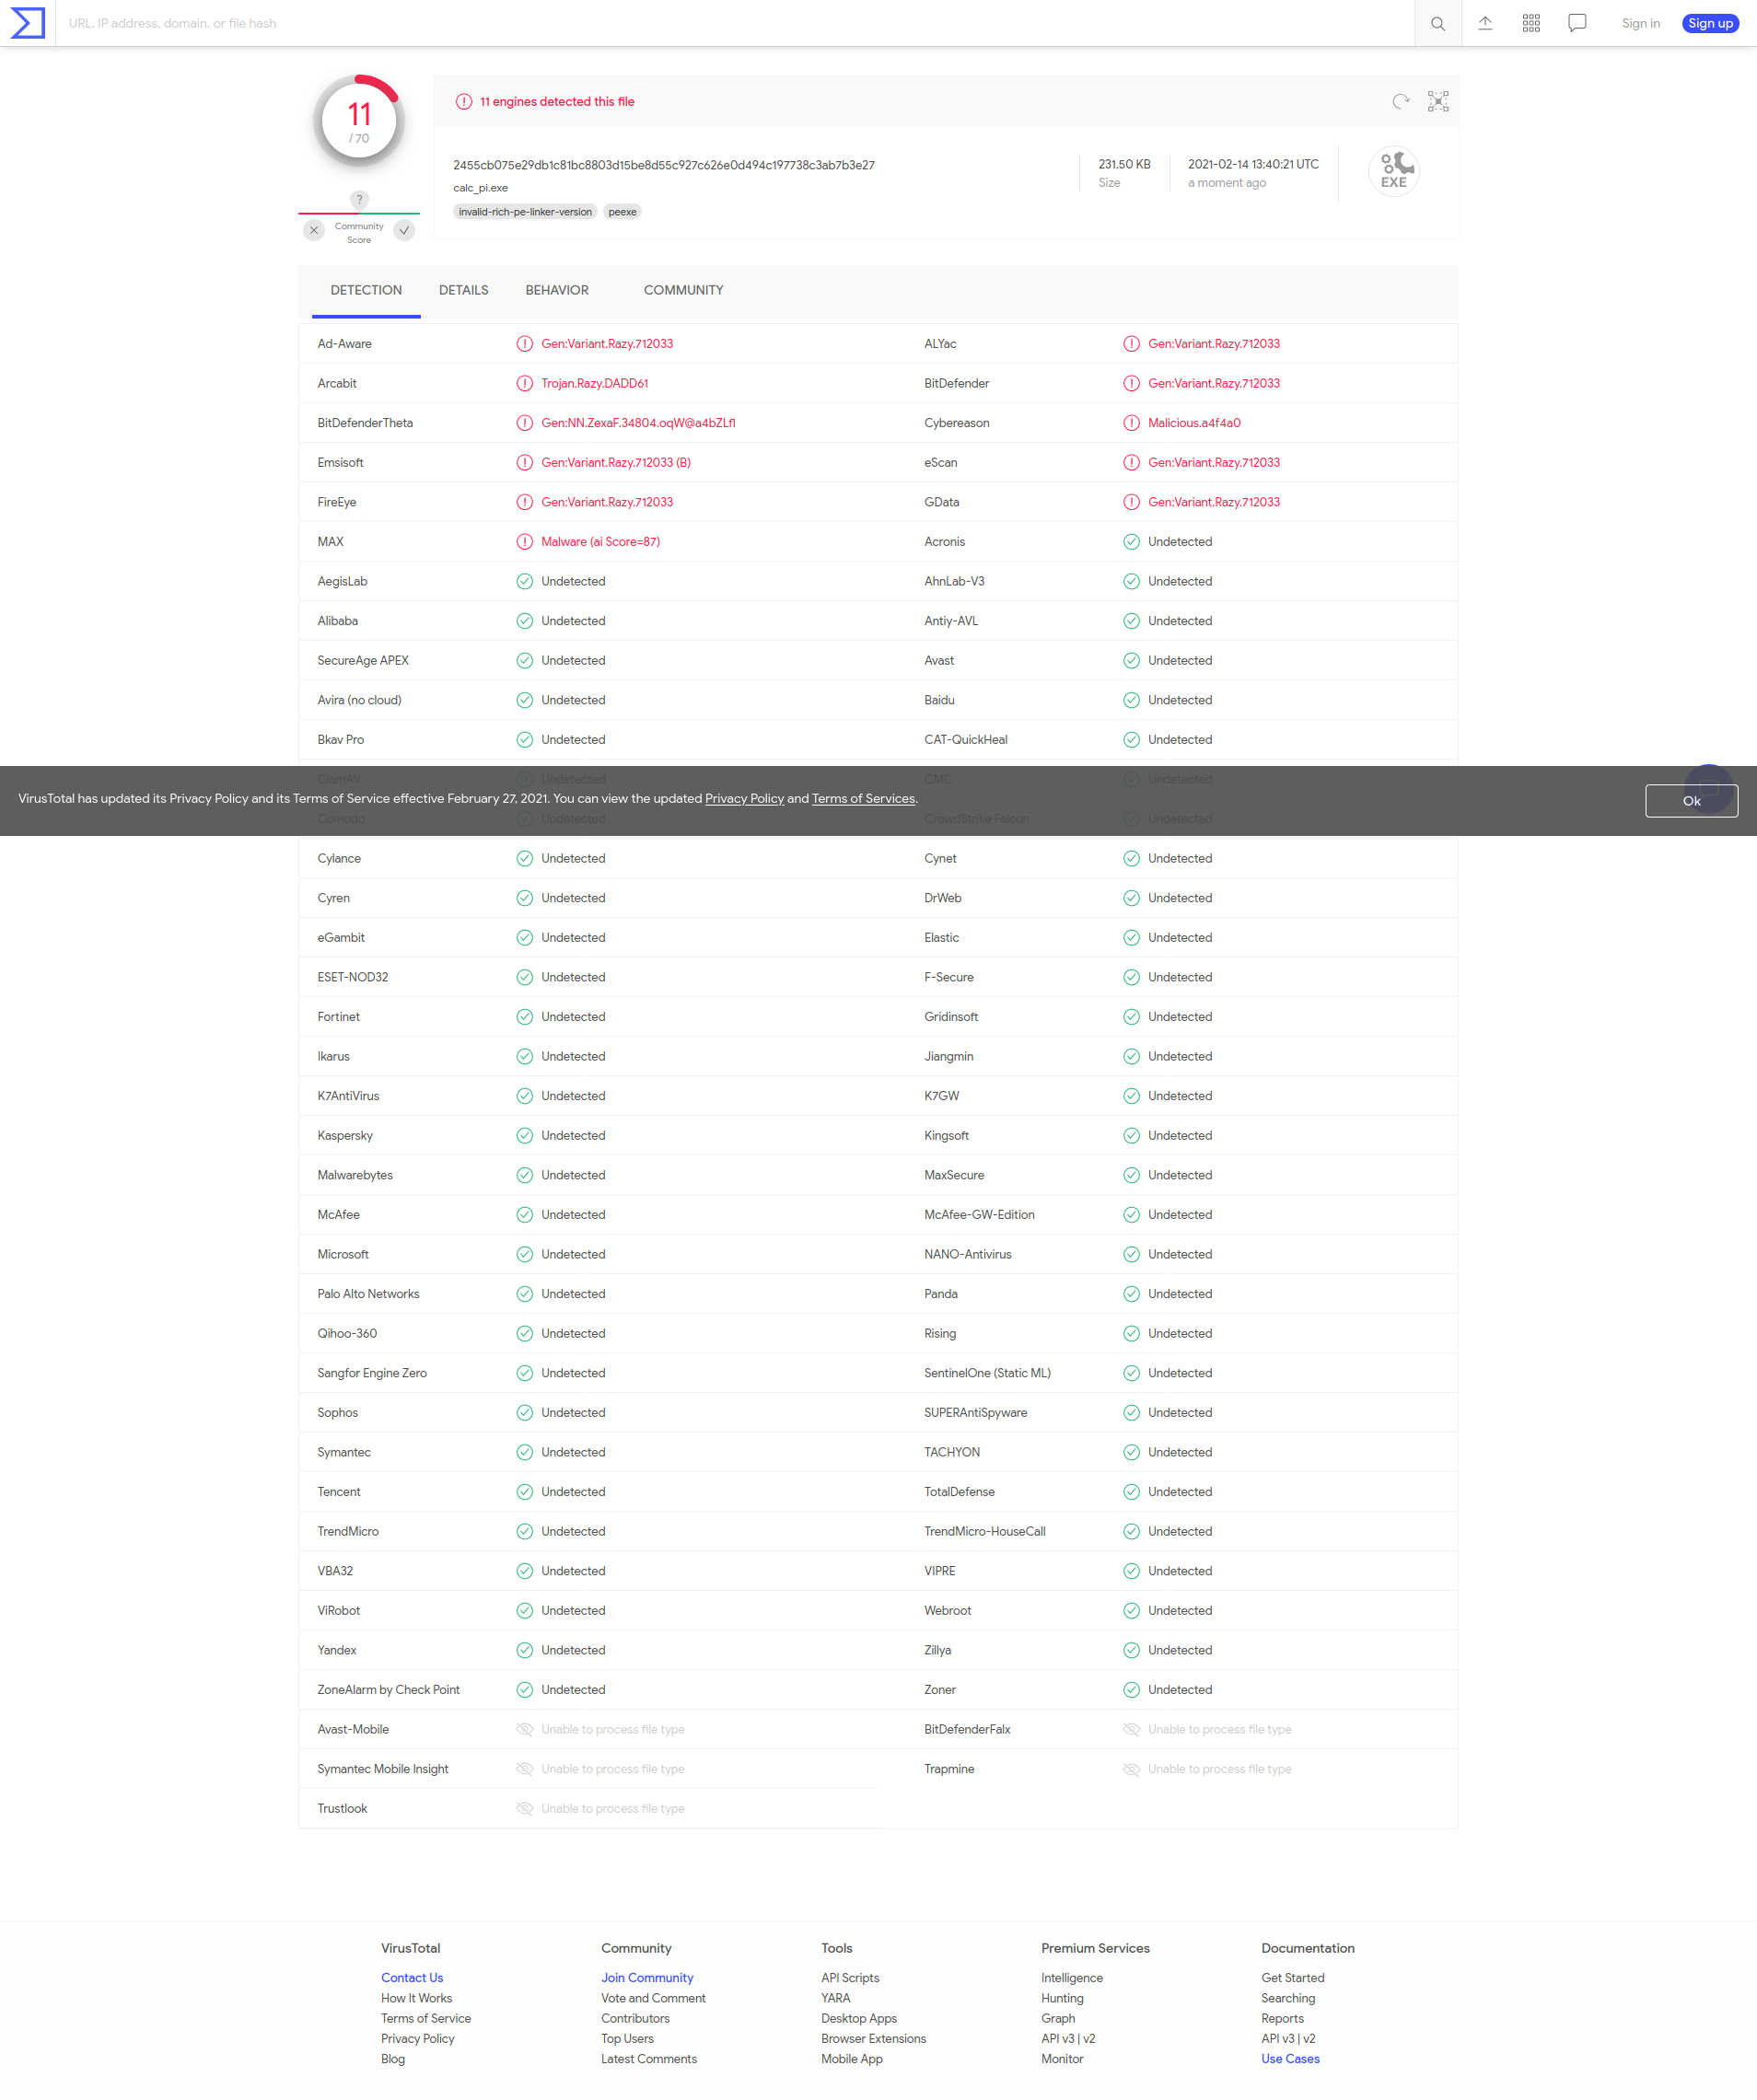 URL, IP address, domain, or file hash
Sign in
Sign up
11
/ 70
?
Community
Score
11 engines detected this file
2455cb075e29db1c81bc8803d15be8d55c927c626e0d494c197738c3ab7b3e27
calc_pi.exe
invalid-rich-pe-linker-version peexe
231.50 KB
Size
2021-02-14 13:40:21 UTC
a moment ago
EXE
DETECTION DETAILS BEHAVIOR COMMUNITY
Ad-Aware Gen:Variant.Razy.712033 ALYac Gen:Variant.Razy.712033
Arcabit Trojan.Razy.DADD61 BitDefender Gen:Variant.Razy.712033
BitDefenderTheta Gen:NN.ZexaF.34804.oqW@a4bZLf1 Cybereason Malicious.a4f4a0
Emsisoft Gen:Variant.Razy.712033 (B) eScan Gen:Variant.Razy.712033
FireEye Gen:Variant.Razy.712033 GData Gen:Variant.Razy.712033
MAX Malware (ai Score=87) Acronis Undetected
AegisLab Undetected AhnLab-V3 Undetected
Alibaba Undetected Antiy-AVL Undetected
SecureAge APEX Undetected Avast Undetected
Avira (no cloud) Undetected Baidu Undetected
Bkav Pro Undetected CAT-QuickHeal Undetected
ClamAV Undetected CMC Undetected
VirusTotal has updated its Privacy Policy and its Terms of Service effective February 27, 2021. You can view the updated Privacy Policy and Terms of Services. Ok
Comodo Undetected CrowdStrike Falcon Undetected
Cylance Undetected Cynet Undetected
Cyren Undetected DrWeb Undetected
eGambit Undetected Elastic Undetected
ESET-NOD32 Undetected F-Secure Undetected
Fortinet Undetected Gridinsoft Undetected
Ikarus Undetected Jiangmin Undetected
K7AntiVirus Undetected K7GW Undetected
Kaspersky Undetected Kingsoft Undetected
Malwarebytes Undetected MaxSecure Undetected
McAfee Undetected McAfee-GW-Edition Undetected
Microsoft Undetected NANO-Antivirus Undetected
Palo Alto Networks Undetected Panda Undetected
Qihoo-360 Undetected Rising Undetected
Sangfor Engine Zero Undetected SentinelOne (Static ML) Undetected
Sophos Undetected SUPERAntiSpyware Undetected
Symantec Undetected TACHYON Undetected
Tencent Undetected TotalDefense Undetected
TrendMicro Undetected TrendMicro-HouseCall Undetected
VBA32 Undetected VIPRE Undetected
ViRobot Undetected Webroot Undetected
Yandex Undetected Zillya Undetected
ZoneAlarm by Check Point Undetected Zoner Undetected
Avast-Mobile Unable to process file type BitDefenderFalx Unable to process file type
Symantec Mobile Insight Unable to process file type Trapmine Unable to process file type
Trustlook Unable to process file type
VirusTotal Community Tools Premium Services Documentation
Contact Us Join Community API Scripts Intelligence Get Started
How It Works Vote and Comment YARA Hunting Searching
Terms of Service Contributors Desktop Apps Graph Reports
Privacy Policy Top Users Browser Extensions API v3 | v2 API v3 | v2
Blog Latest Comments Mobile App Monitor Use Cases